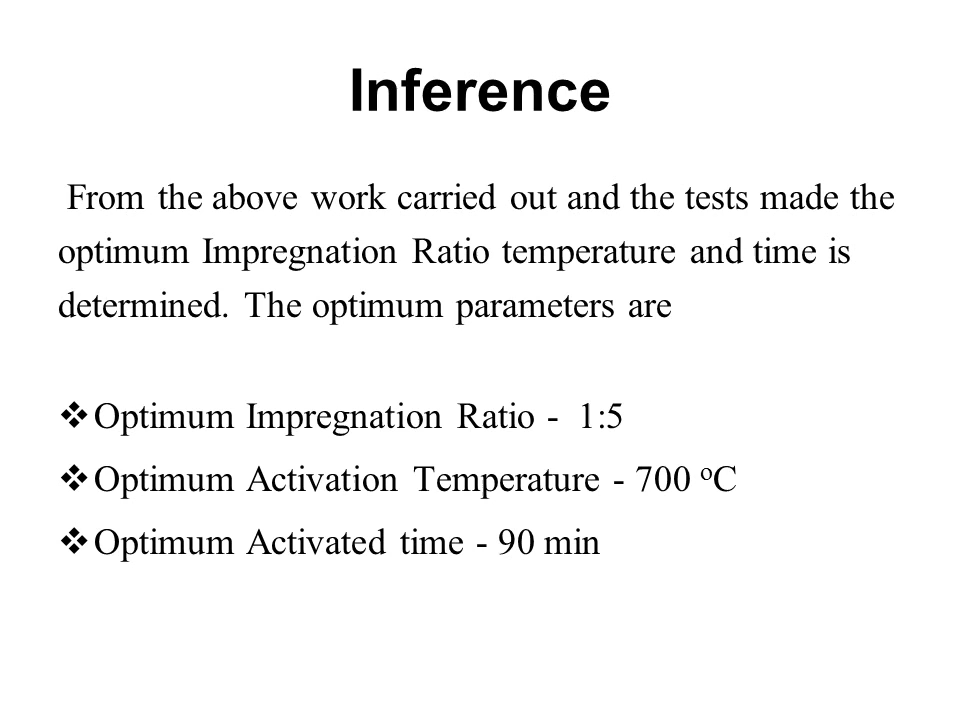 Inference
From the above work carried out and the tests made the
optimum Impregnation Ratio temperature and time is
determined. The optimum parameters are
❖ Optimum Impregnation Ratio - 1:5
❖ Optimum Activation Temperature - 700 ºC
❖ Optimum Activated time - 90 min